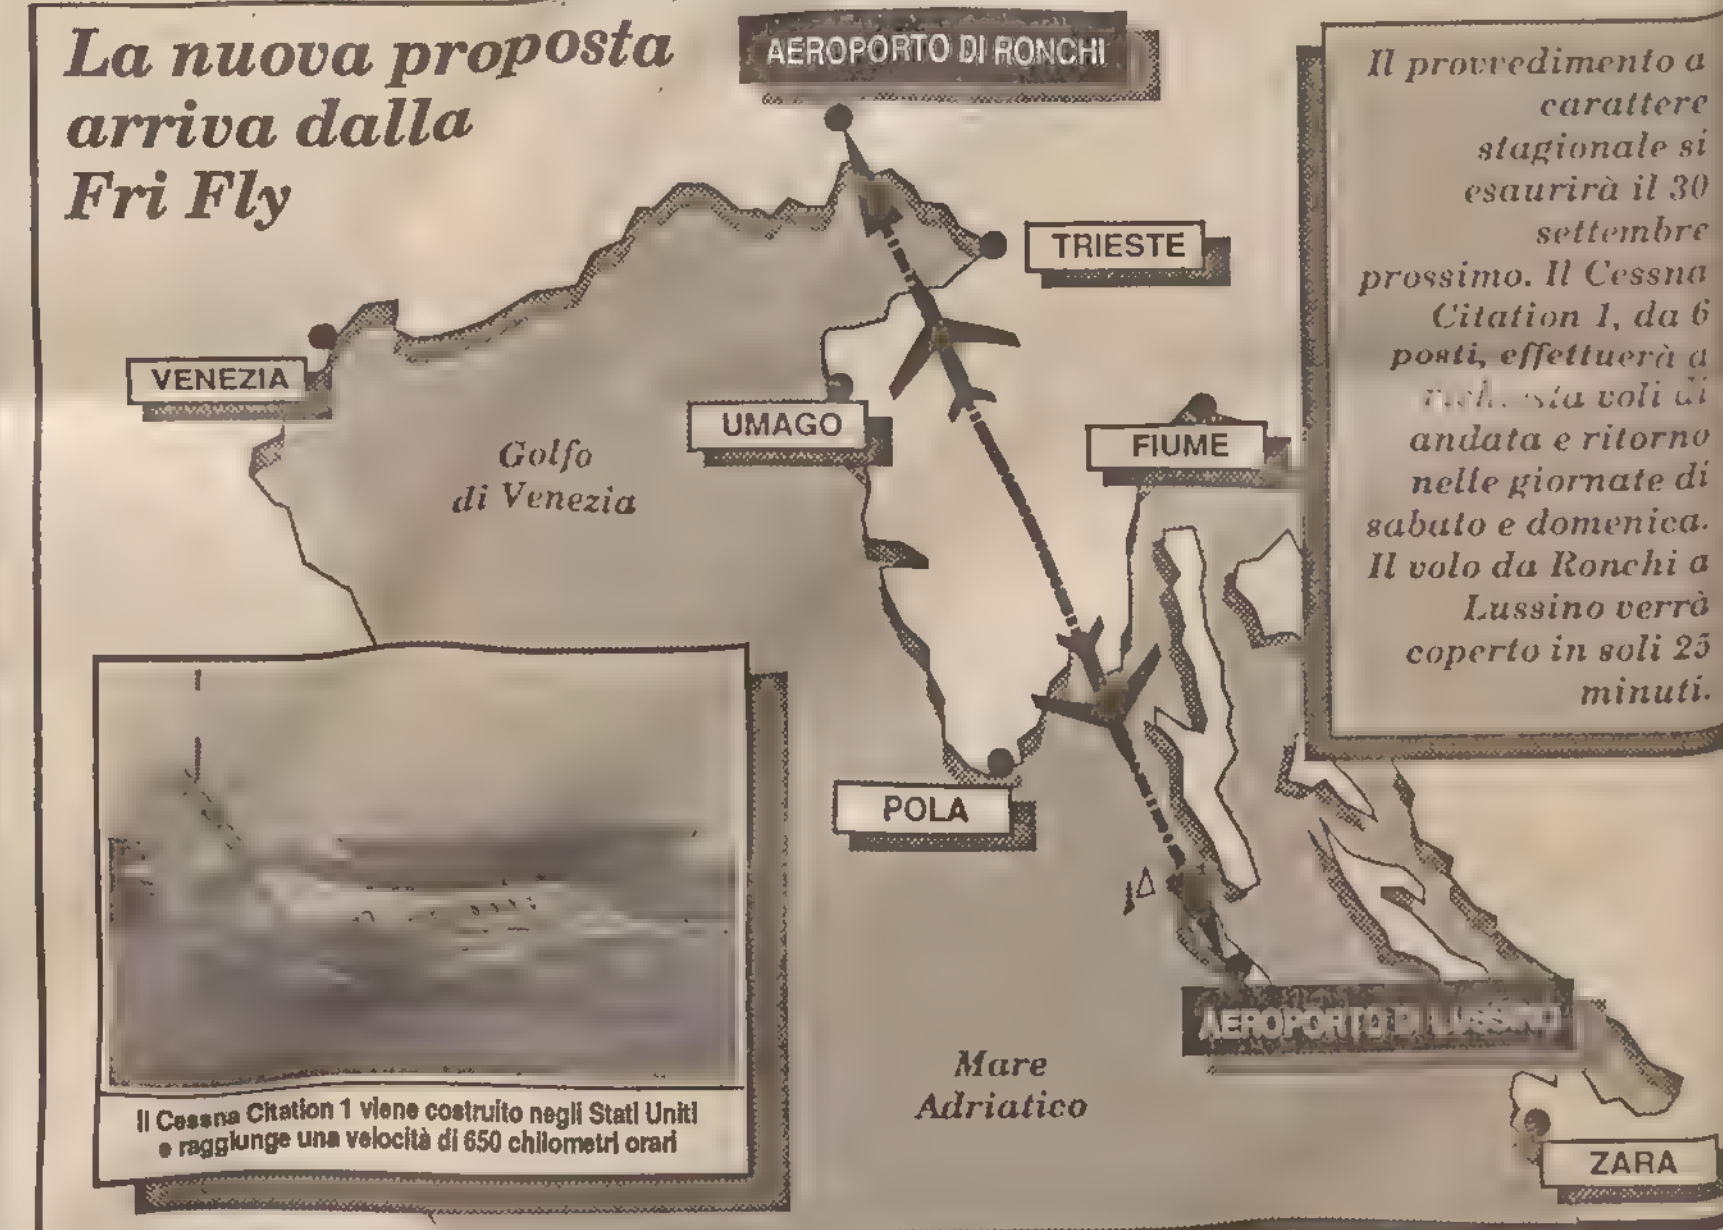 La nuova proposta
arriva dalla
Fri Fly
AEROPORTO DI RONCHI
Il provvedimento a
carattere
stagionale si
esaurirà il 30
settembre
prossimo. Il Cessna
Citation 1, da 6
posti, effettuerà a
voli di
andata e ritorno
nelle giornate di
sabato e domenica.
Il volo da Ronchi a
Lussino verrà
coperto in soli 25
minuti.
TRIESTE
VENEZIA
UMAGO
FIUME
Golfo
di Venezia
POLA
AEROPORTO DI LUSSINO
Mare
Adriatico
ZARA
Il Cessna Citation 1 viene costruito negli Stati Uniti
e raggiunge una velocità di 650 chilometri orari